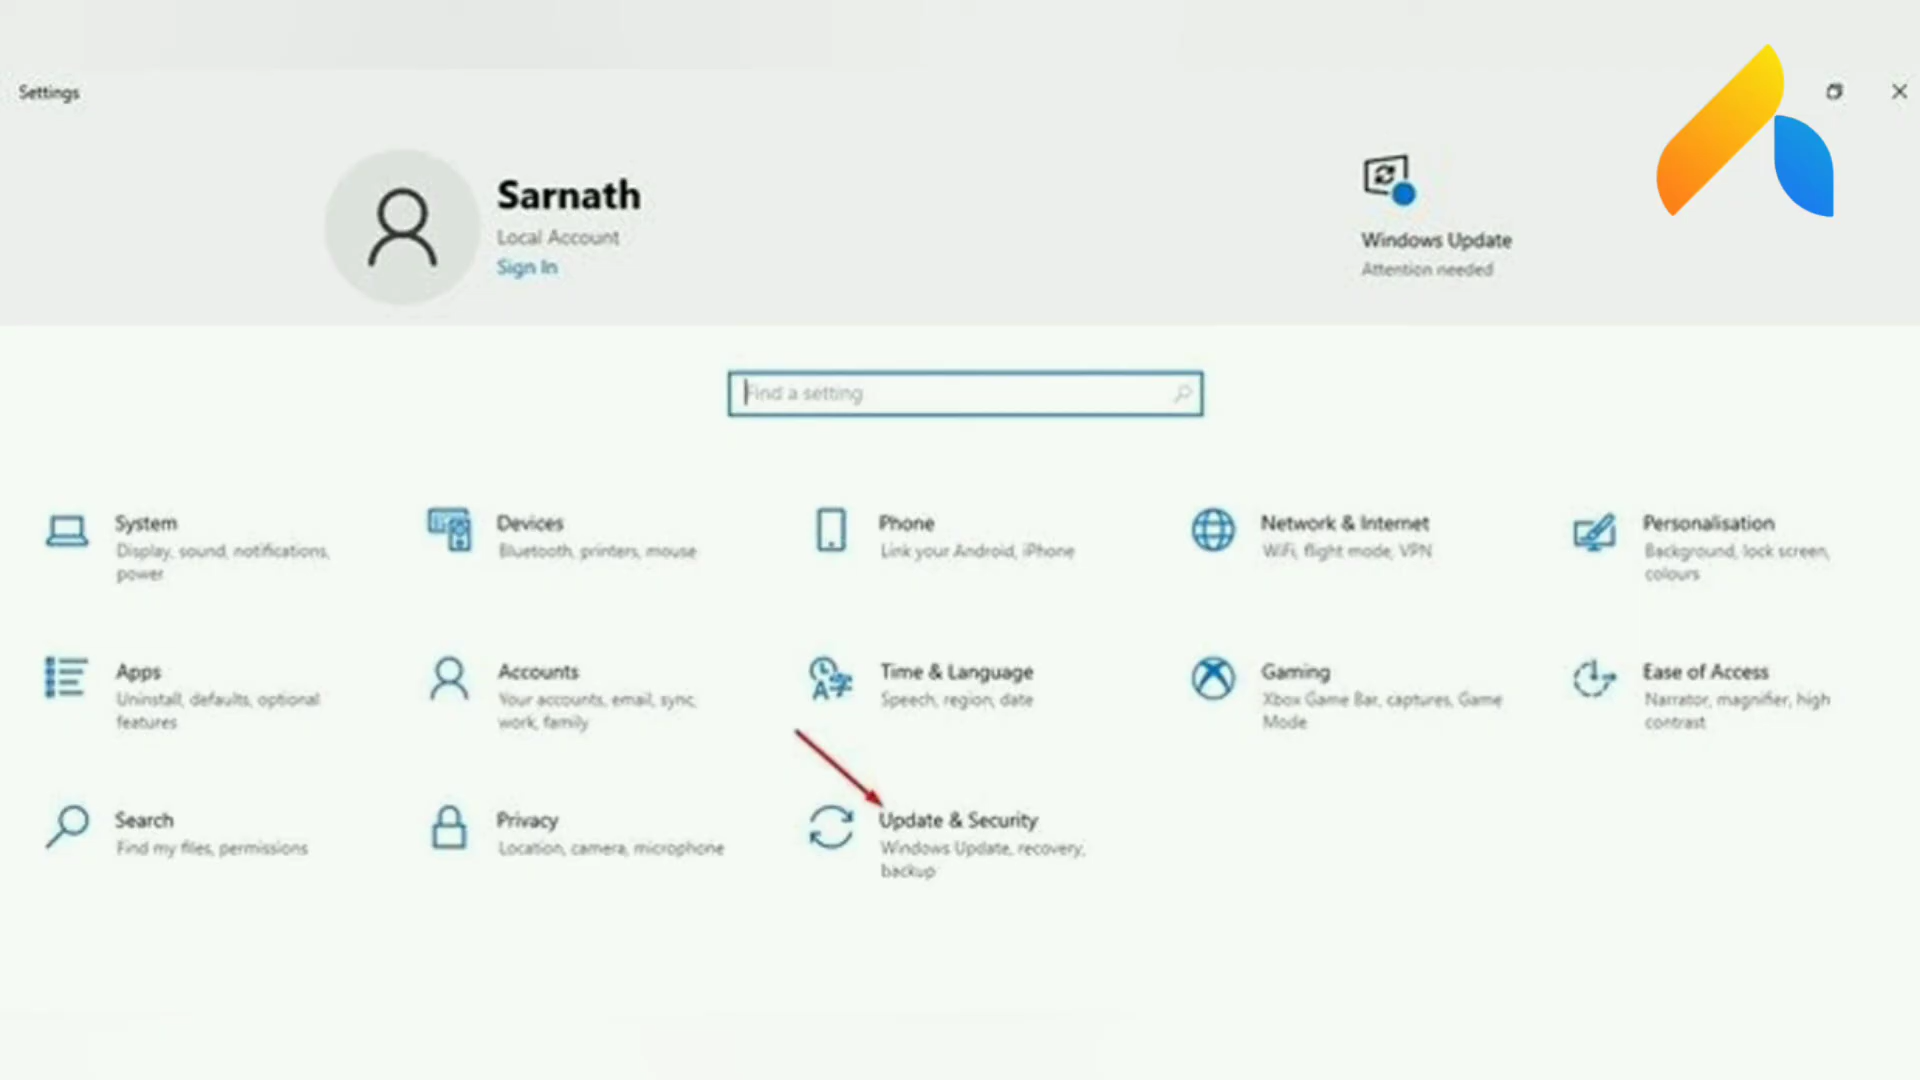 Settings
Sarnath
Local Account
Sign In
Windows Update
Attention needed
Find a setting
System
Display, sound, notifications,
power
Devices
Bluetooth, printers, mouse
Phone
Link your Android, iPhone
Network & Internet
WiFi, flight mode, VPN
Personalisation
Background, lock screen,
colours
Apps
Uninstall, defaults, optional
features
Accounts
Your accounts, email, sync,
work, family
Time & Language
Speech, region, date
Gaming
Xbox Game Bar, captures, Game
Mode
Ease of Access
Narrator, magnifier, high
contrast
Search
Find my files, permissions
Privacy
Location, camera, microphone
Update & Security
Windows Update, recovery,
backup